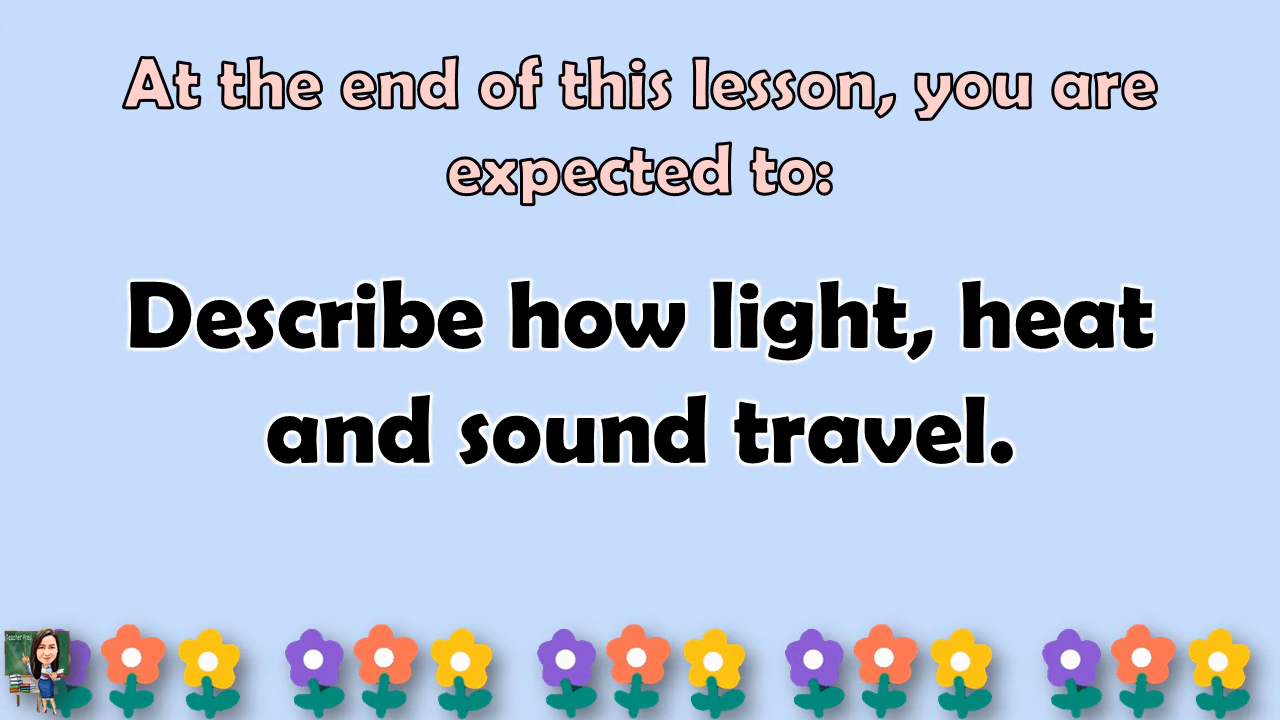 At the end of this lesson, you are
expected to:
Describe how light, heat
and sound travel.